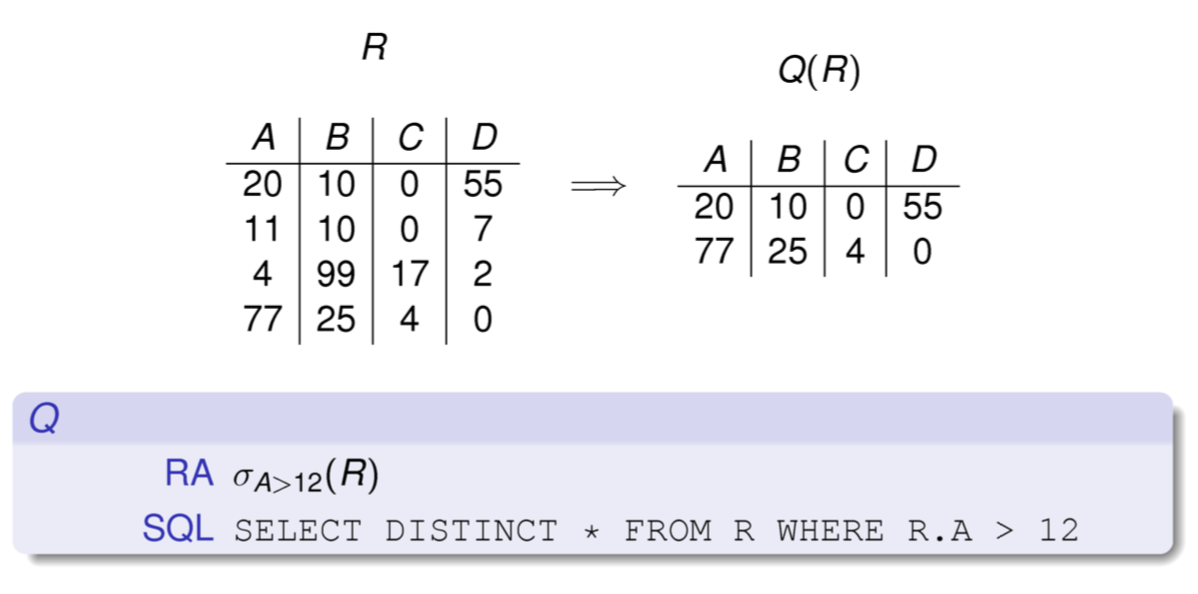 R
A B C D
20 10 0 55
11 10 0 7
4 99 17 2
77 25 4 0
⟹
Q(R)
A B C D
20 10 0 55
77 25 4 0
Q
RA σA>12(R)
SQL SELECT DISTINCT * FROM R WHERE R.A > 12